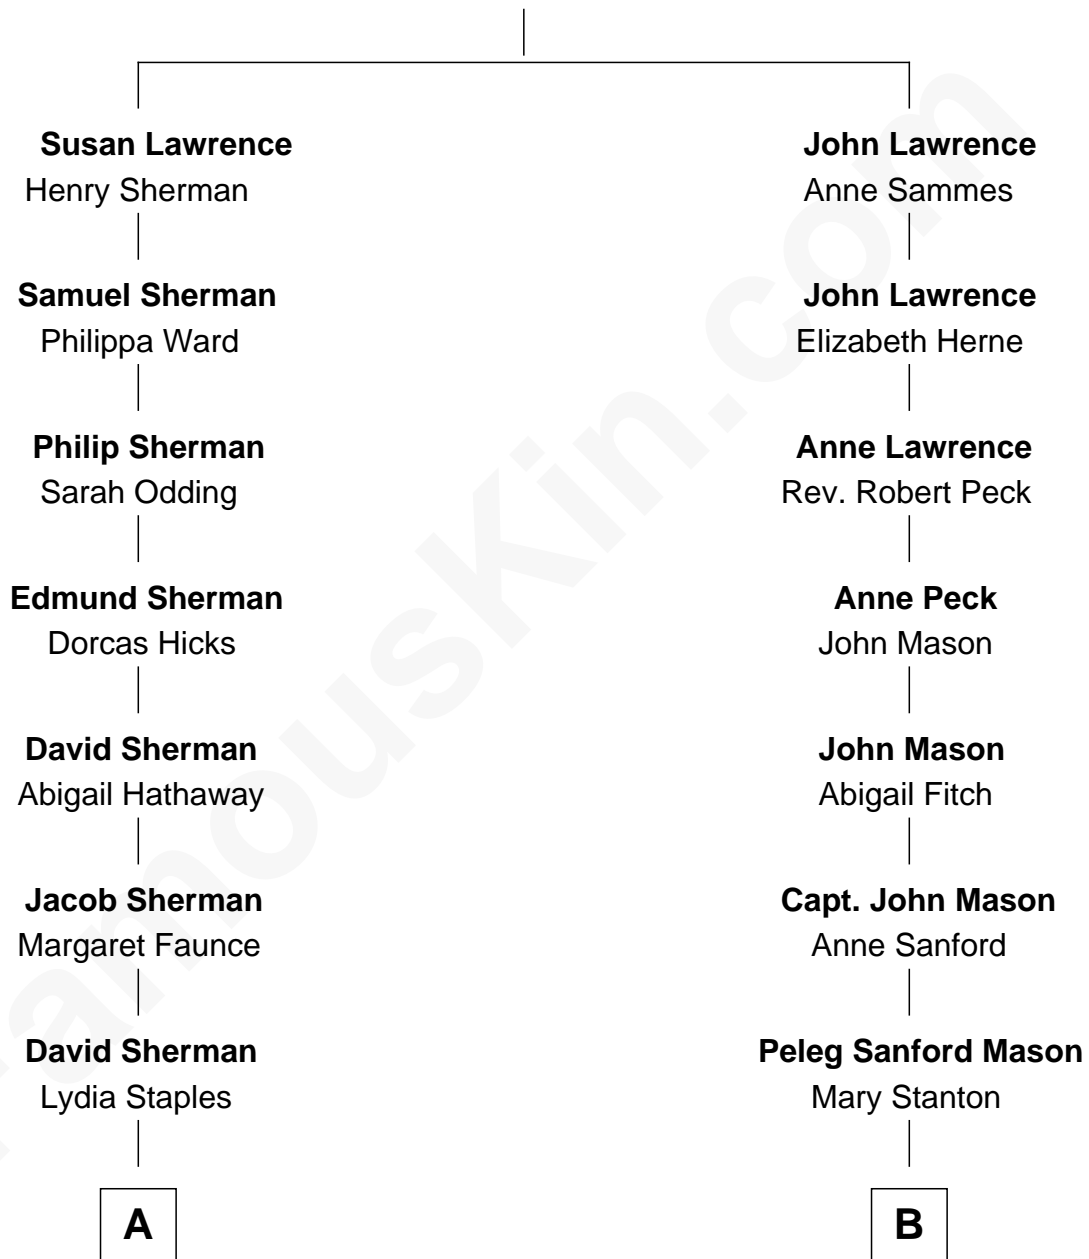 Susan Lawrence
Henry Sherman
Samuel Sherman
Philippa Ward
Philip Sherman
Sarah Odding
Edmund Sherman
Dorcas Hicks
David Sherman
Abigail Hathaway
Jacob Sherman
Margaret Faunce
David Sherman
Lydia Staples
A
John Lawrence
Anne Sammes
John Lawrence
Elizabeth Herne
Anne Lawrence
Rev. Robert Peck
Anne Peck
John Mason
John Mason
Abigail Fitch
Capt. John Mason
Anne Sanford
Peleg Sanford Mason
Mary Stanton
B
FamousKin.com